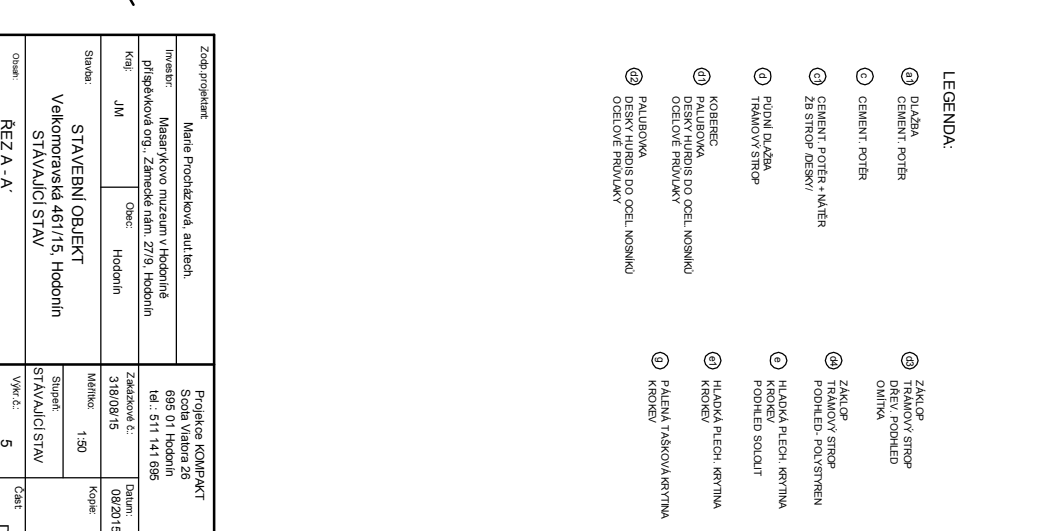 LEGENDA:
a1 DLAŽBA
CEMENT. POTĚR
c CEMENT. POTĚR
c1 CEMENT. POTĚR + NÁTĚR
ŽB STROP /DESKY/
d PŮDNÍ DLAŽBA
TRÁMOVÝ STROP
d1 KOBEREC
PALUBOVKA
DESKY HURDIS DO OCEL. NOSNÍKŮ
OCELOVÉ PRŮVLAKY
d2 PALUBOVKA
DESKY HURDIS DO OCEL. NOSNÍKŮ
OCELOVÉ PRŮVLAKY
d3 ZÁKLOP
TRÁMOVÝ STROP
DŘEV. PODHLED
OMÍTKA
d4 ZÁKLOP
TRÁMOVÝ STROP
PODHLED- POLYSTYREN
e HLADKÁ PLECH. KRYTINA
KROKEV
PODHLED SOLOLIT
e1 HLADKÁ PLECH. KRYTINA
KROKEV
g PÁLENÁ TAŠKOVÁ KRYTINA
KROKEV
Zodp.projektant:
Marie Procházková, aut.tech.
Investor: Masarykovo muzeum v Hodoníně
příspěvková org., Zámecké nám. 27/9, Hodonín
Kraj: JM
Obec: Hodonín
Stavba: STAVEBNÍ OBJEKT
Velkomoravská 461/15, Hodonín
STÁVAJÍCÍ STAV
Obsah: ŘEZ A - A´
Projekce KOMPAKT
Scota Viatora 26
695 01 Hodonín
tel.: 511 141 695
Zakázkové č.: 318/08/15
Datum: 08/2015
Měřítko: 1:50
Kopie:
Stupeň: STÁVAJÍCÍ STAV
Výkr.č.: 5
Část: